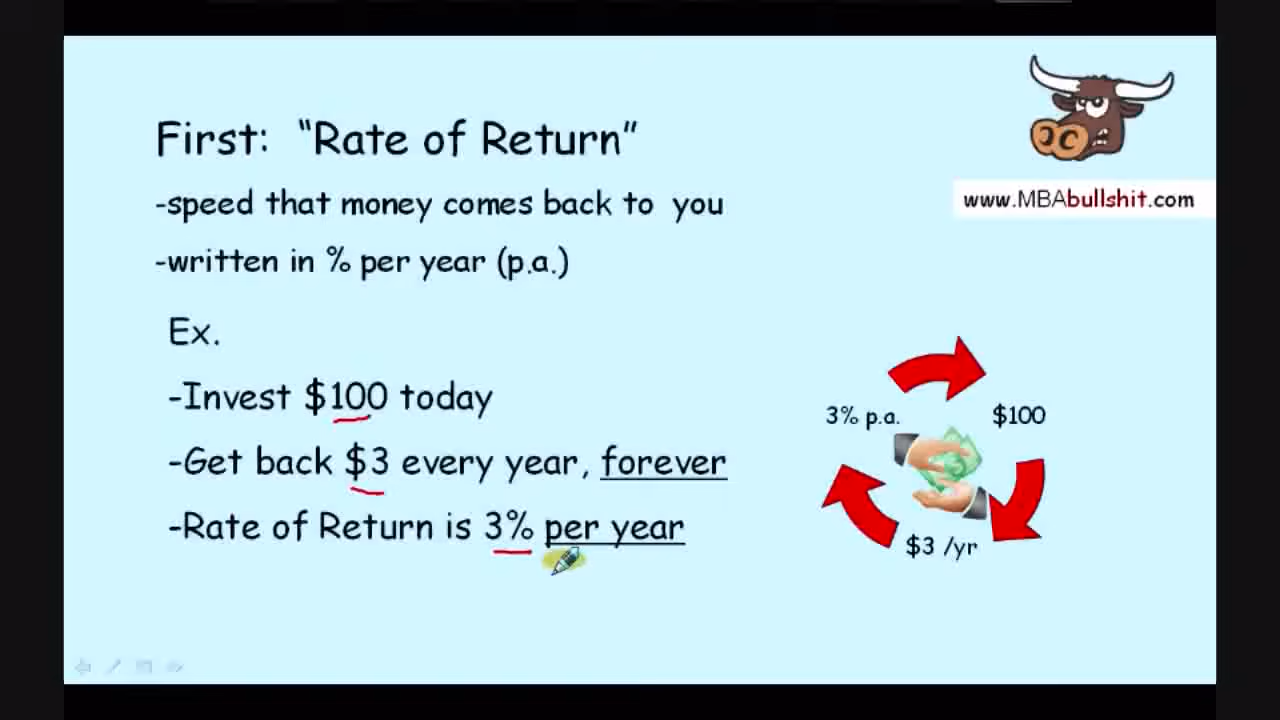 First: “Rate of Return”
-speed that money comes back to you
-written in % per year (p.a.)
Ex.
-Invest $100 today
-Get back $3 every year, forever
-Rate of Return is 3% per year
www.MBAbullshit.com
3% p.a.
$100
$3 /yr